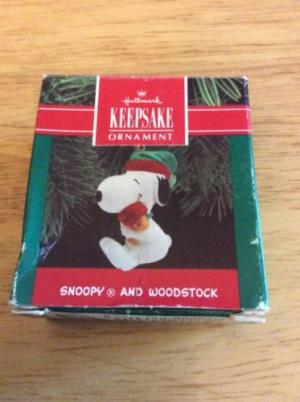 Hallmark
KEEPSAKE
ORNAMENT
SNOOPY ® AND WOODSTOCK